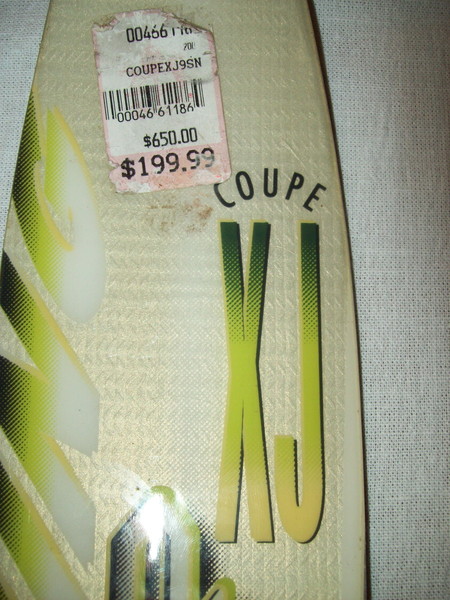 COUPEXJ9SN
00046 61186
$650.00
$199.99
COUPE
XJ